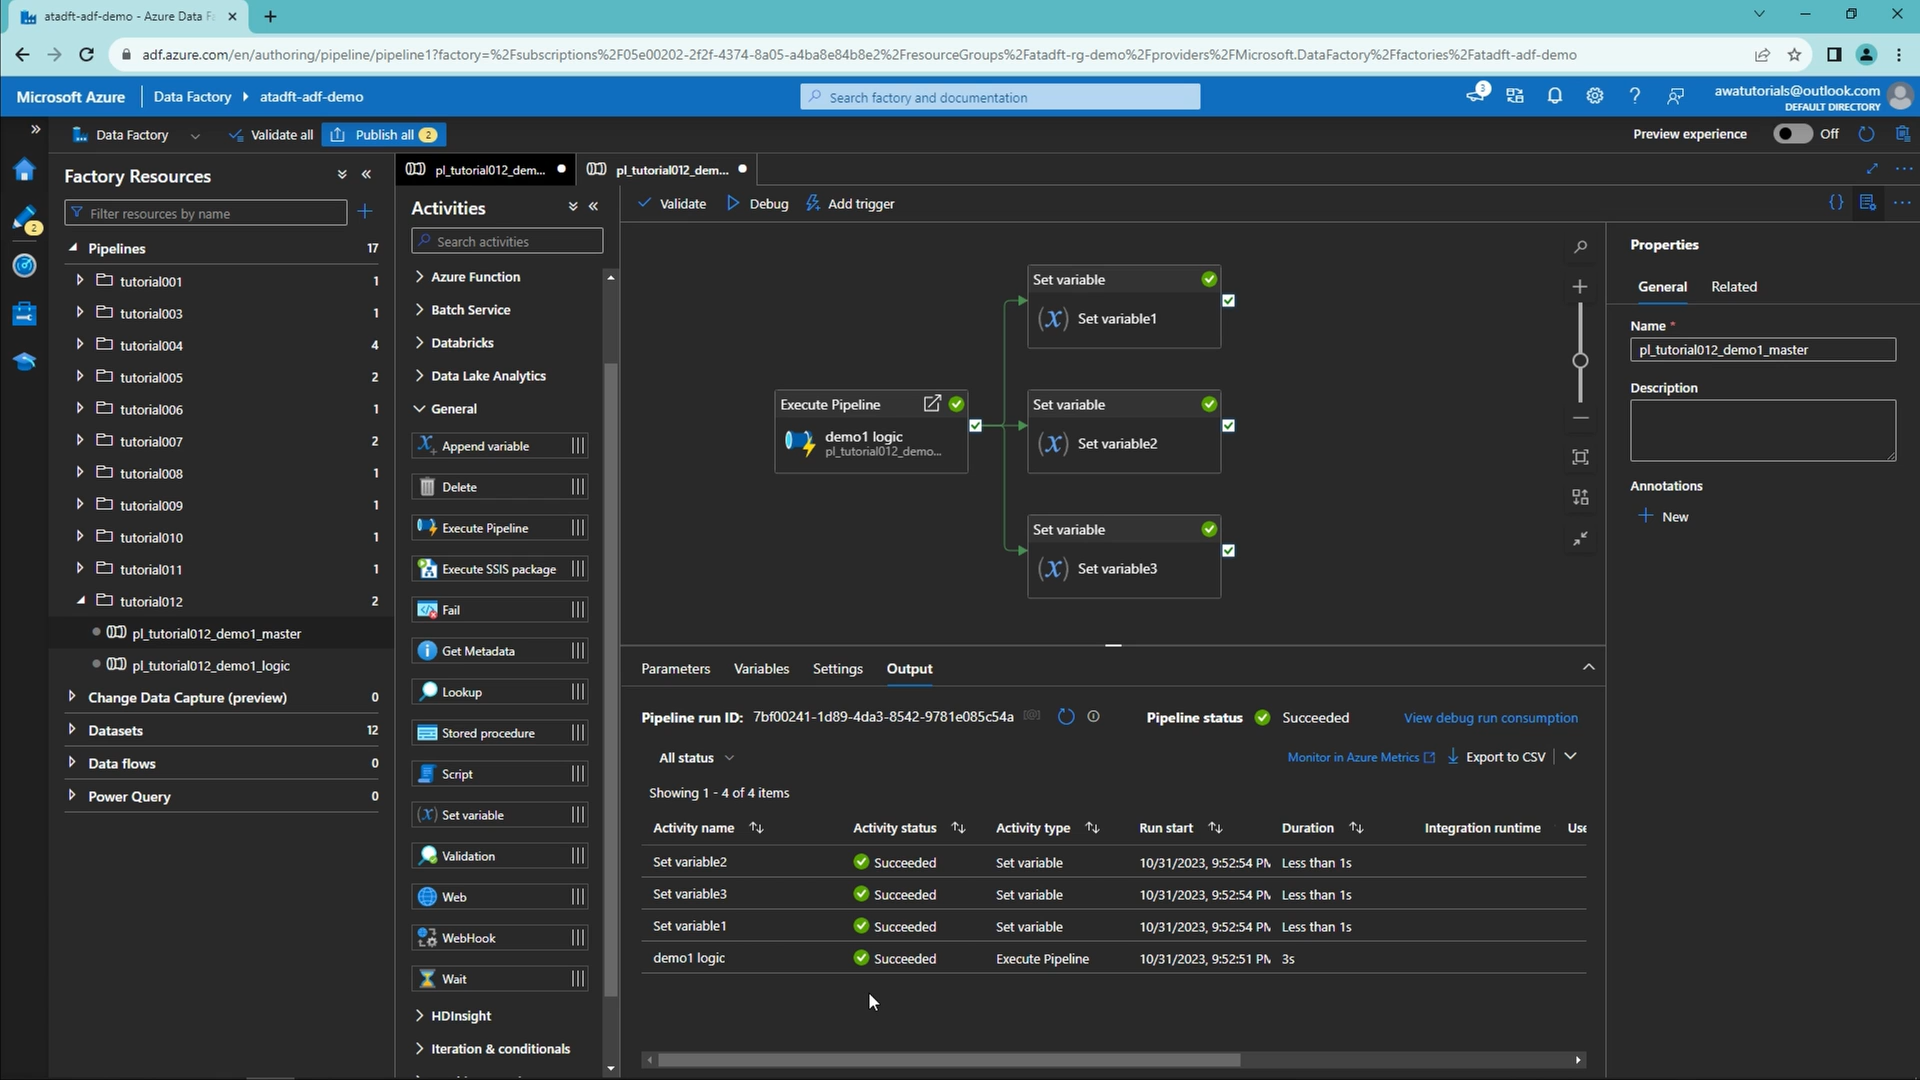 atadft-adf-demo - Azure Data Fa
adf.azure.com/en/authoring/pipeline/pipeline1?factory=%2Fsubscriptions%2F05e00202-2f2f-4374-8a05-a4ba8e84b8e2%2FresourceGroups%2Fatadft-rg-demo%2Fproviders%2FMicrosoft.DataFactory%2Ffactories%2Fatadft-adf-demo
Microsoft Azure
Data Factory
atadft-adf-demo
Search factory and documentation
3
awatutorials@outlook.com
DEFAULT DIRECTORY
Data Factory
Validate all
Publish all 2
Preview experience
Off
2
Factory Resources
Filter resources by name
Pipelines 17
tutorial001 1
tutorial003 1
tutorial004 4
tutorial005 2
tutorial006 1
tutorial007 2
tutorial008 1
tutorial009 1
tutorial010 1
tutorial011 1
tutorial012 2
pl_tutorial012_demo1_master
pl_tutorial012_demo1_logic
Change Data Capture (preview) 0
Datasets 12
Data flows 0
Power Query 0
pl_tutorial012_dem...
pl_tutorial012_dem...
Activities
Search activities
Azure Function
Batch Service
Databricks
Data Lake Analytics
General
Append variable
Delete
Execute Pipeline
Execute SSIS package
Fail
Get Metadata
Lookup
Stored procedure
Script
Set variable
Validation
Web
WebHook
Wait
HDInsight
Iteration & conditionals
Validate
Debug
Add trigger
Execute Pipeline
demo1 logic
pl_tutorial012_demo...
Set variable
Set variable1
Set variable
Set variable2
Set variable
Set variable3
Parameters
Variables
Settings
Output
Pipeline run ID: 7bf00241-1d89-4da3-8542-9781e085c54a
Pipeline status Succeeded
View debug run consumption
All status
Monitor in Azure Metrics
Export to CSV
Showing 1 - 4 of 4 items
Activity name Activity status Activity type Run start Duration Integration runtime Use
Set variable2 Succeeded Set variable 10/31/2023, 9:52:54 PM Less than 1s
Set variable3 Succeeded Set variable 10/31/2023, 9:52:54 PM Less than 1s
Set variable1 Succeeded Set variable 10/31/2023, 9:52:54 PM Less than 1s
demo1 logic Succeeded Execute Pipeline 10/31/2023, 9:52:51 PM 3s
Properties
General
Related
Name *
pl_tutorial012_demo1_master
Description
Annotations
New